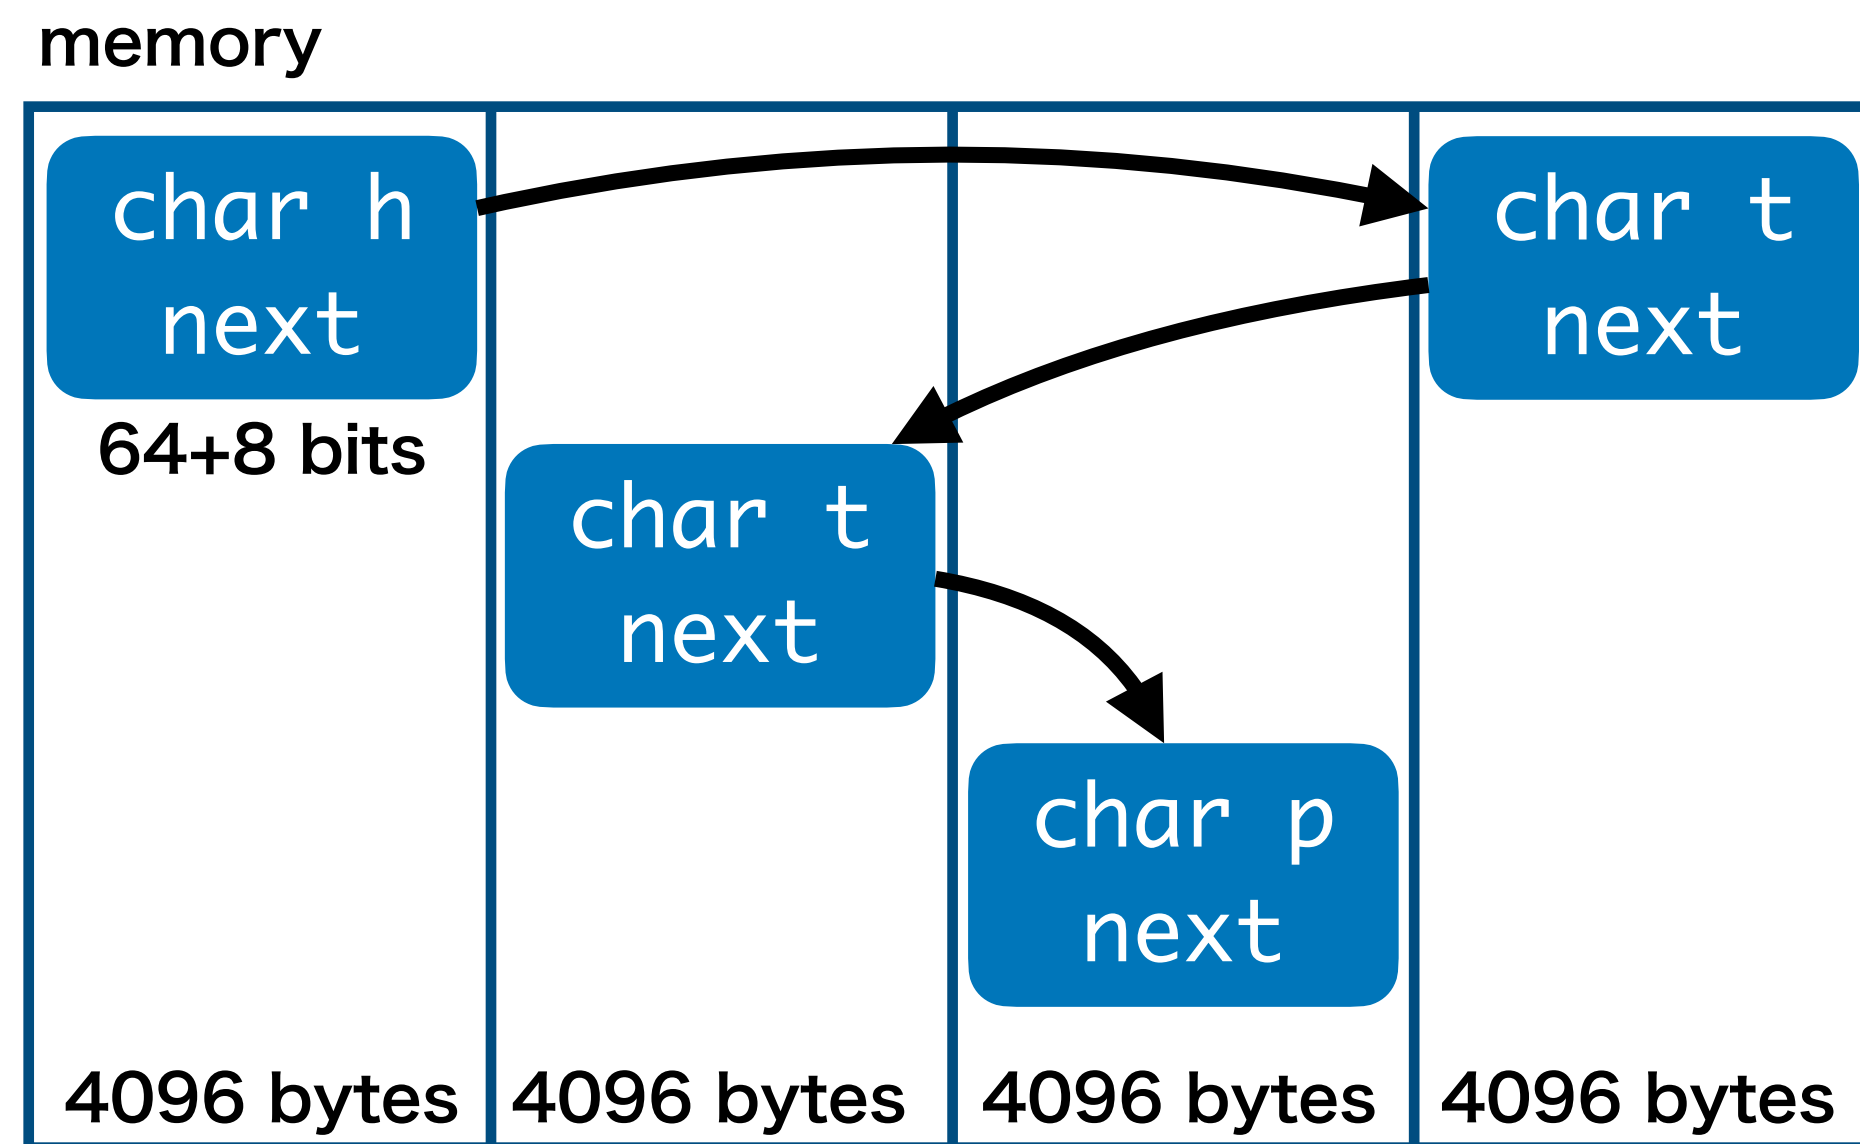 memory
char h
next
64+8 bits
char t
next
char t
next
char p
next
4096 bytes
4096 bytes
4096 bytes
4096 bytes